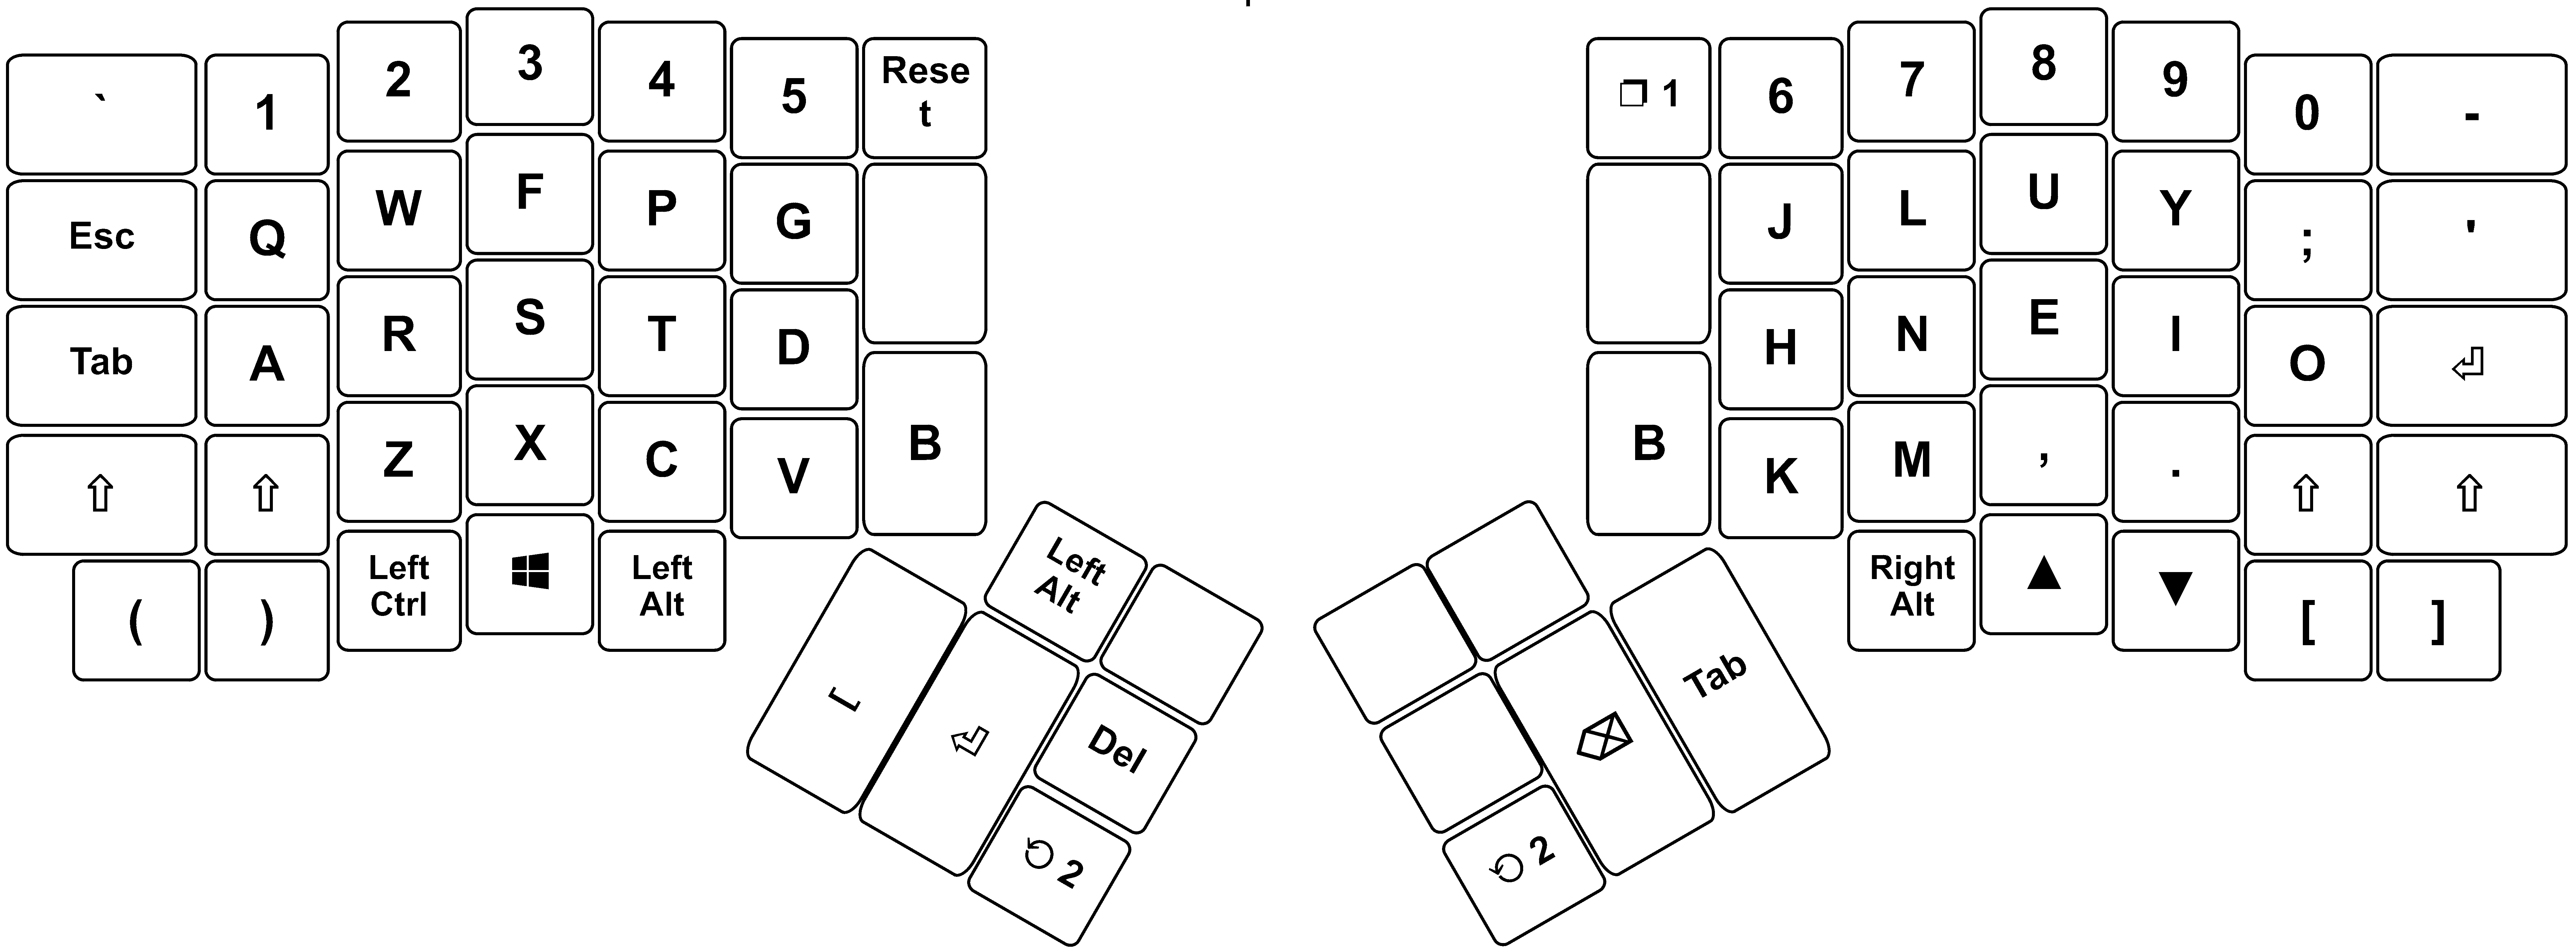 ` 1 2 3 4 5 Rese
t
Esc Q W F P G
Tab A R S T D
⇧ ⇧ Z X C V B
( ) Left
Ctrl
Left
Alt
Left
Alt
Del
2
1 6 7 8 9 0 -
J L U Y ; '
H N E I O
B K M , . ⇧ ⇧
Right
Alt ▲ ▼ [ ]
Tab
2